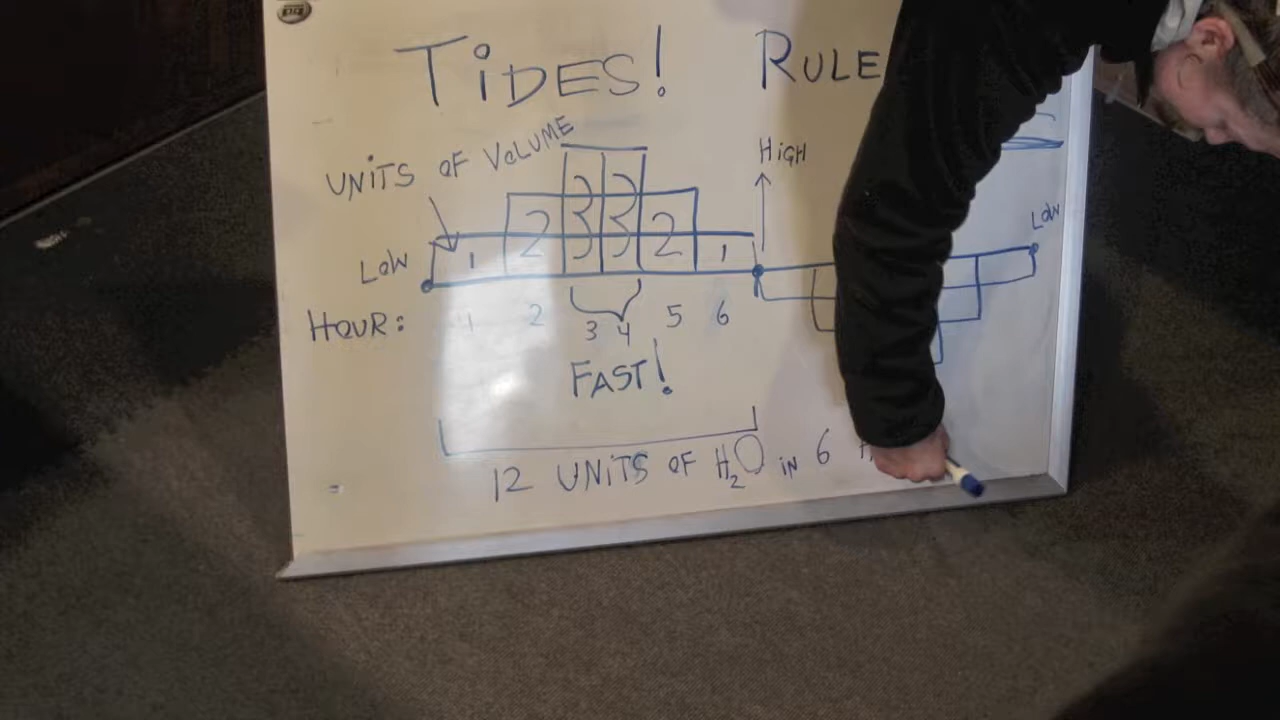 TiDES! RULE
UNiTS OF VOLUME
HiGH
LOW
LOW
1 2 3 3 2 1
HOUR: 1 2 3 4 5 6
FAST!
12 UNiTS OF H₂O iN 6 H